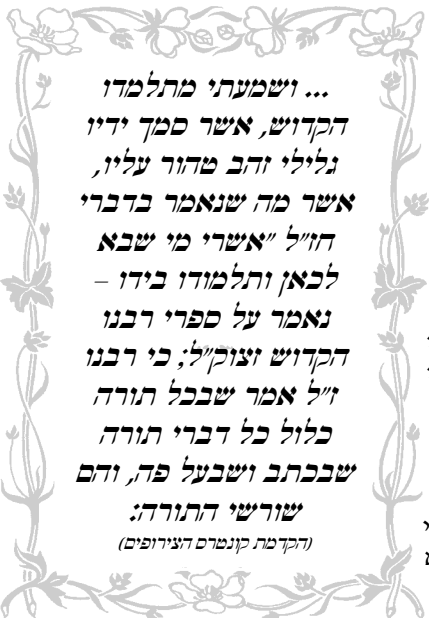 ... ושמעתי מתלמדו
הקדוש, אשר סמך ידיו
גלילי זהב טהור עליו,
אשר מה שנאמר בדברי
חז"ל "אשרי מי שבא
לכאן ותלמודו בידו –
נאמר על ספרי רבנו
הקדוש זצוק"ל; כי רבנו
ז"ל אמר שבכל תורה
כלול כל דברי תורה
שבכתב ושבעל פה, והם
שורשי התורה:
(הקדמת קונטרס הצירופים)